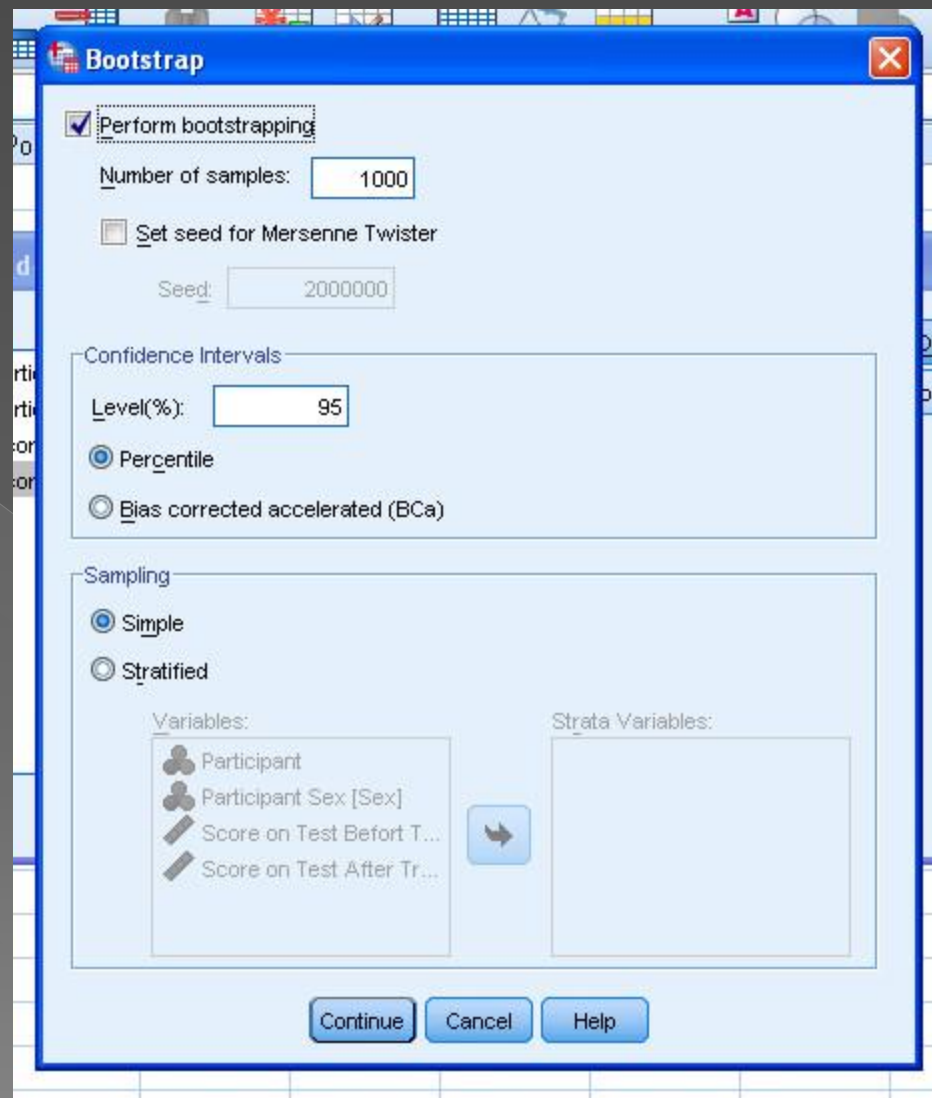 Bootstrap
Perform bootstrapping
Number of samples: 1000
Set seed for Mersenne Twister
Seed: 2000000
Confidence Intervals
Level(%): 95
Percentile
Bias corrected accelerated (BCa)
Sampling
Simple
Stratified
Variables: Strata Variables:
Participant
Participant Sex [Sex]
Score on Test Befort T...
Score on Test After Tr...
Continue Cancel Help